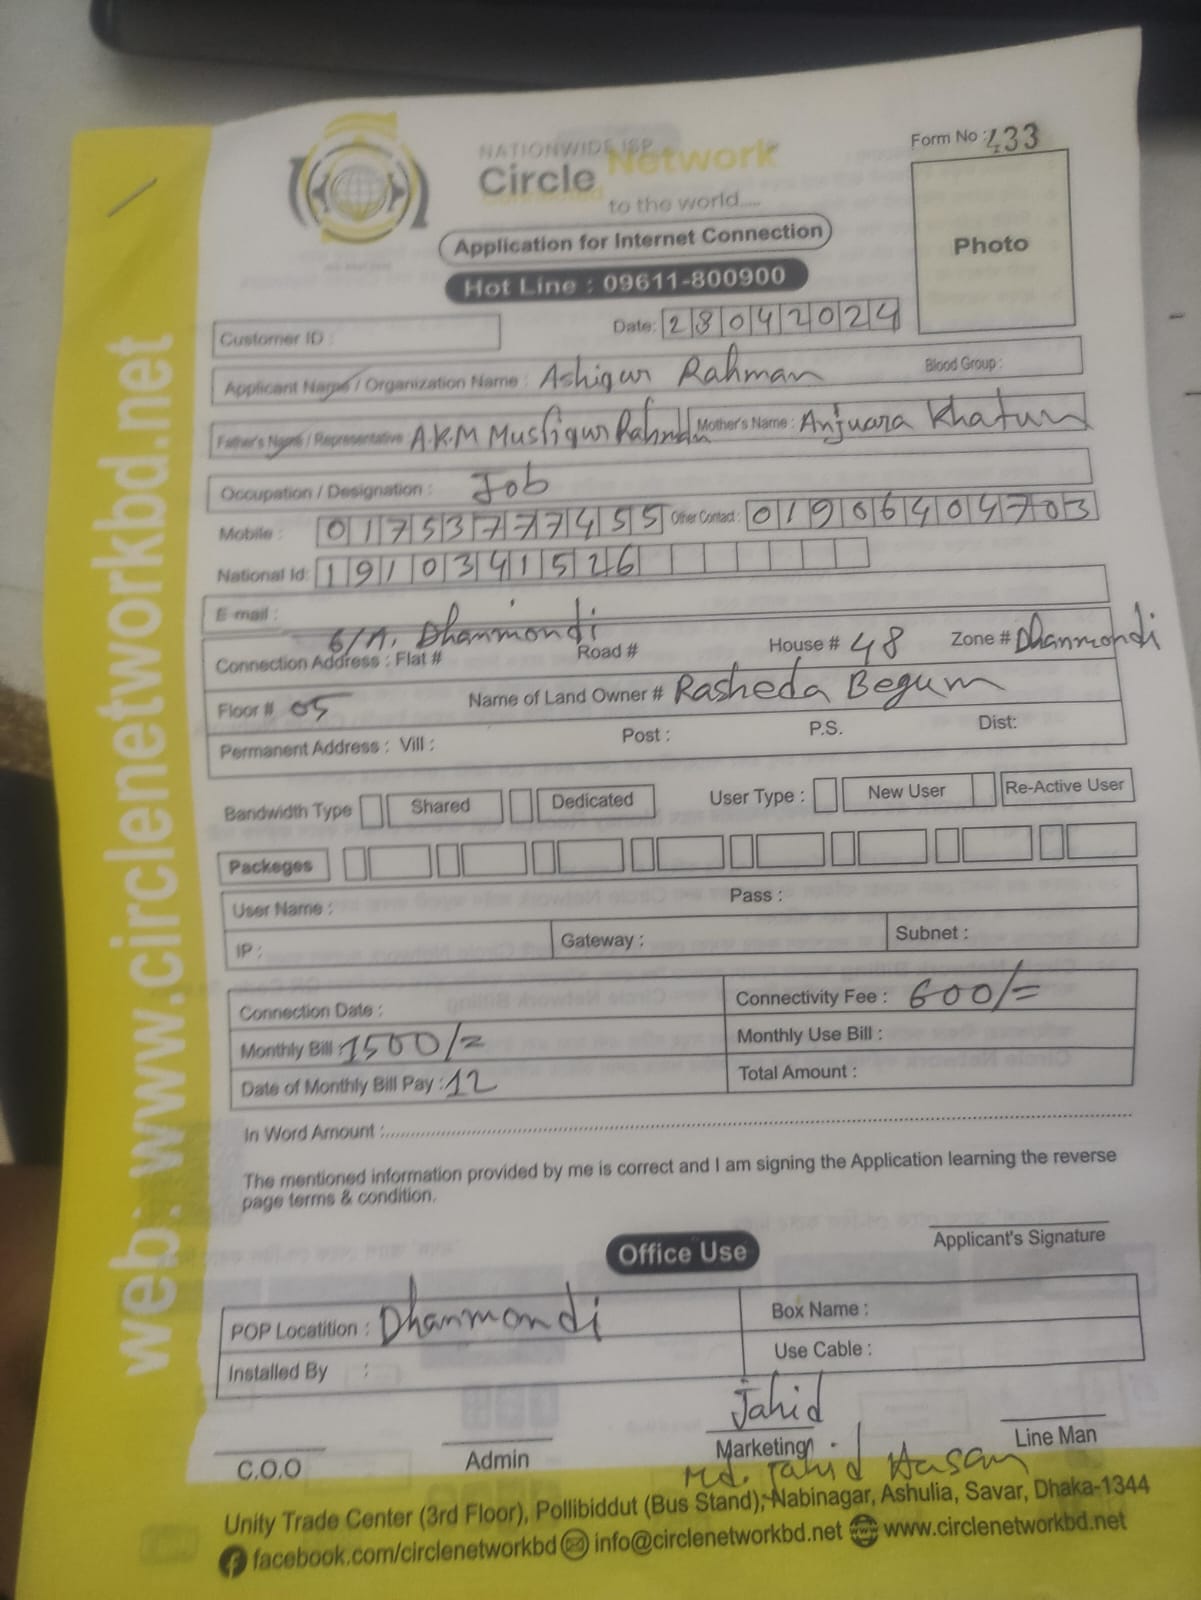 Form No : 433
NATIONWIDE ISP
Circle Network
to the world....
Photo
Application for Internet Connection
Hot Line : 09611-800900
Customer ID :
Date: 28042024
Applicant Name / Organization Name : Ashiqur Rahman Blood Group :
Father's Name / Representative A.K.M Musfiqur Rahman Mother's Name : Anjuara Khatun
Occupation / Designation : Job
Mobile : 01753777455 Other Contact : 01906404703
National Id: 1910341526
E-mail :
6/A, Dhanmondi
Connection Address : Flat # Road # House # 48 Zone # Dhanmondi
Floor # 05 Name of Land Owner # Rasheda Begum
Permanent Address : Vill : Post : P.S. Dist:
Bandwidth Type Shared Dedicated User Type : New User Re-Active User
Packeges
User Name : Pass :
IP : Gateway : Subnet :
Connection Date : Connectivity Fee : 600/=
Monthly Bill : 1500/= Monthly Use Bill :
Date of Monthly Bill Pay : 12 Total Amount :
In Word Amount :
The mentioned information provided by me is correct and I am signing the Application learning the reverse
page terms & condition.
Applicant's Signature
Office Use
POP Locatition : Dhanmondi Box Name :
Installed By : Use Cable :
Jahid
C.O.O Admin Marketing Line Man
Md. Jahid Hasan
Unity Trade Center (3rd Floor), Pollibiddut (Bus Stand), Nabinagar, Ashulia, Savar, Dhaka-1344
facebook.com/circlenetworkbd info@circlenetworkbd.net www.circlenetworkbd.net
web: www.circlenetworkbd.net